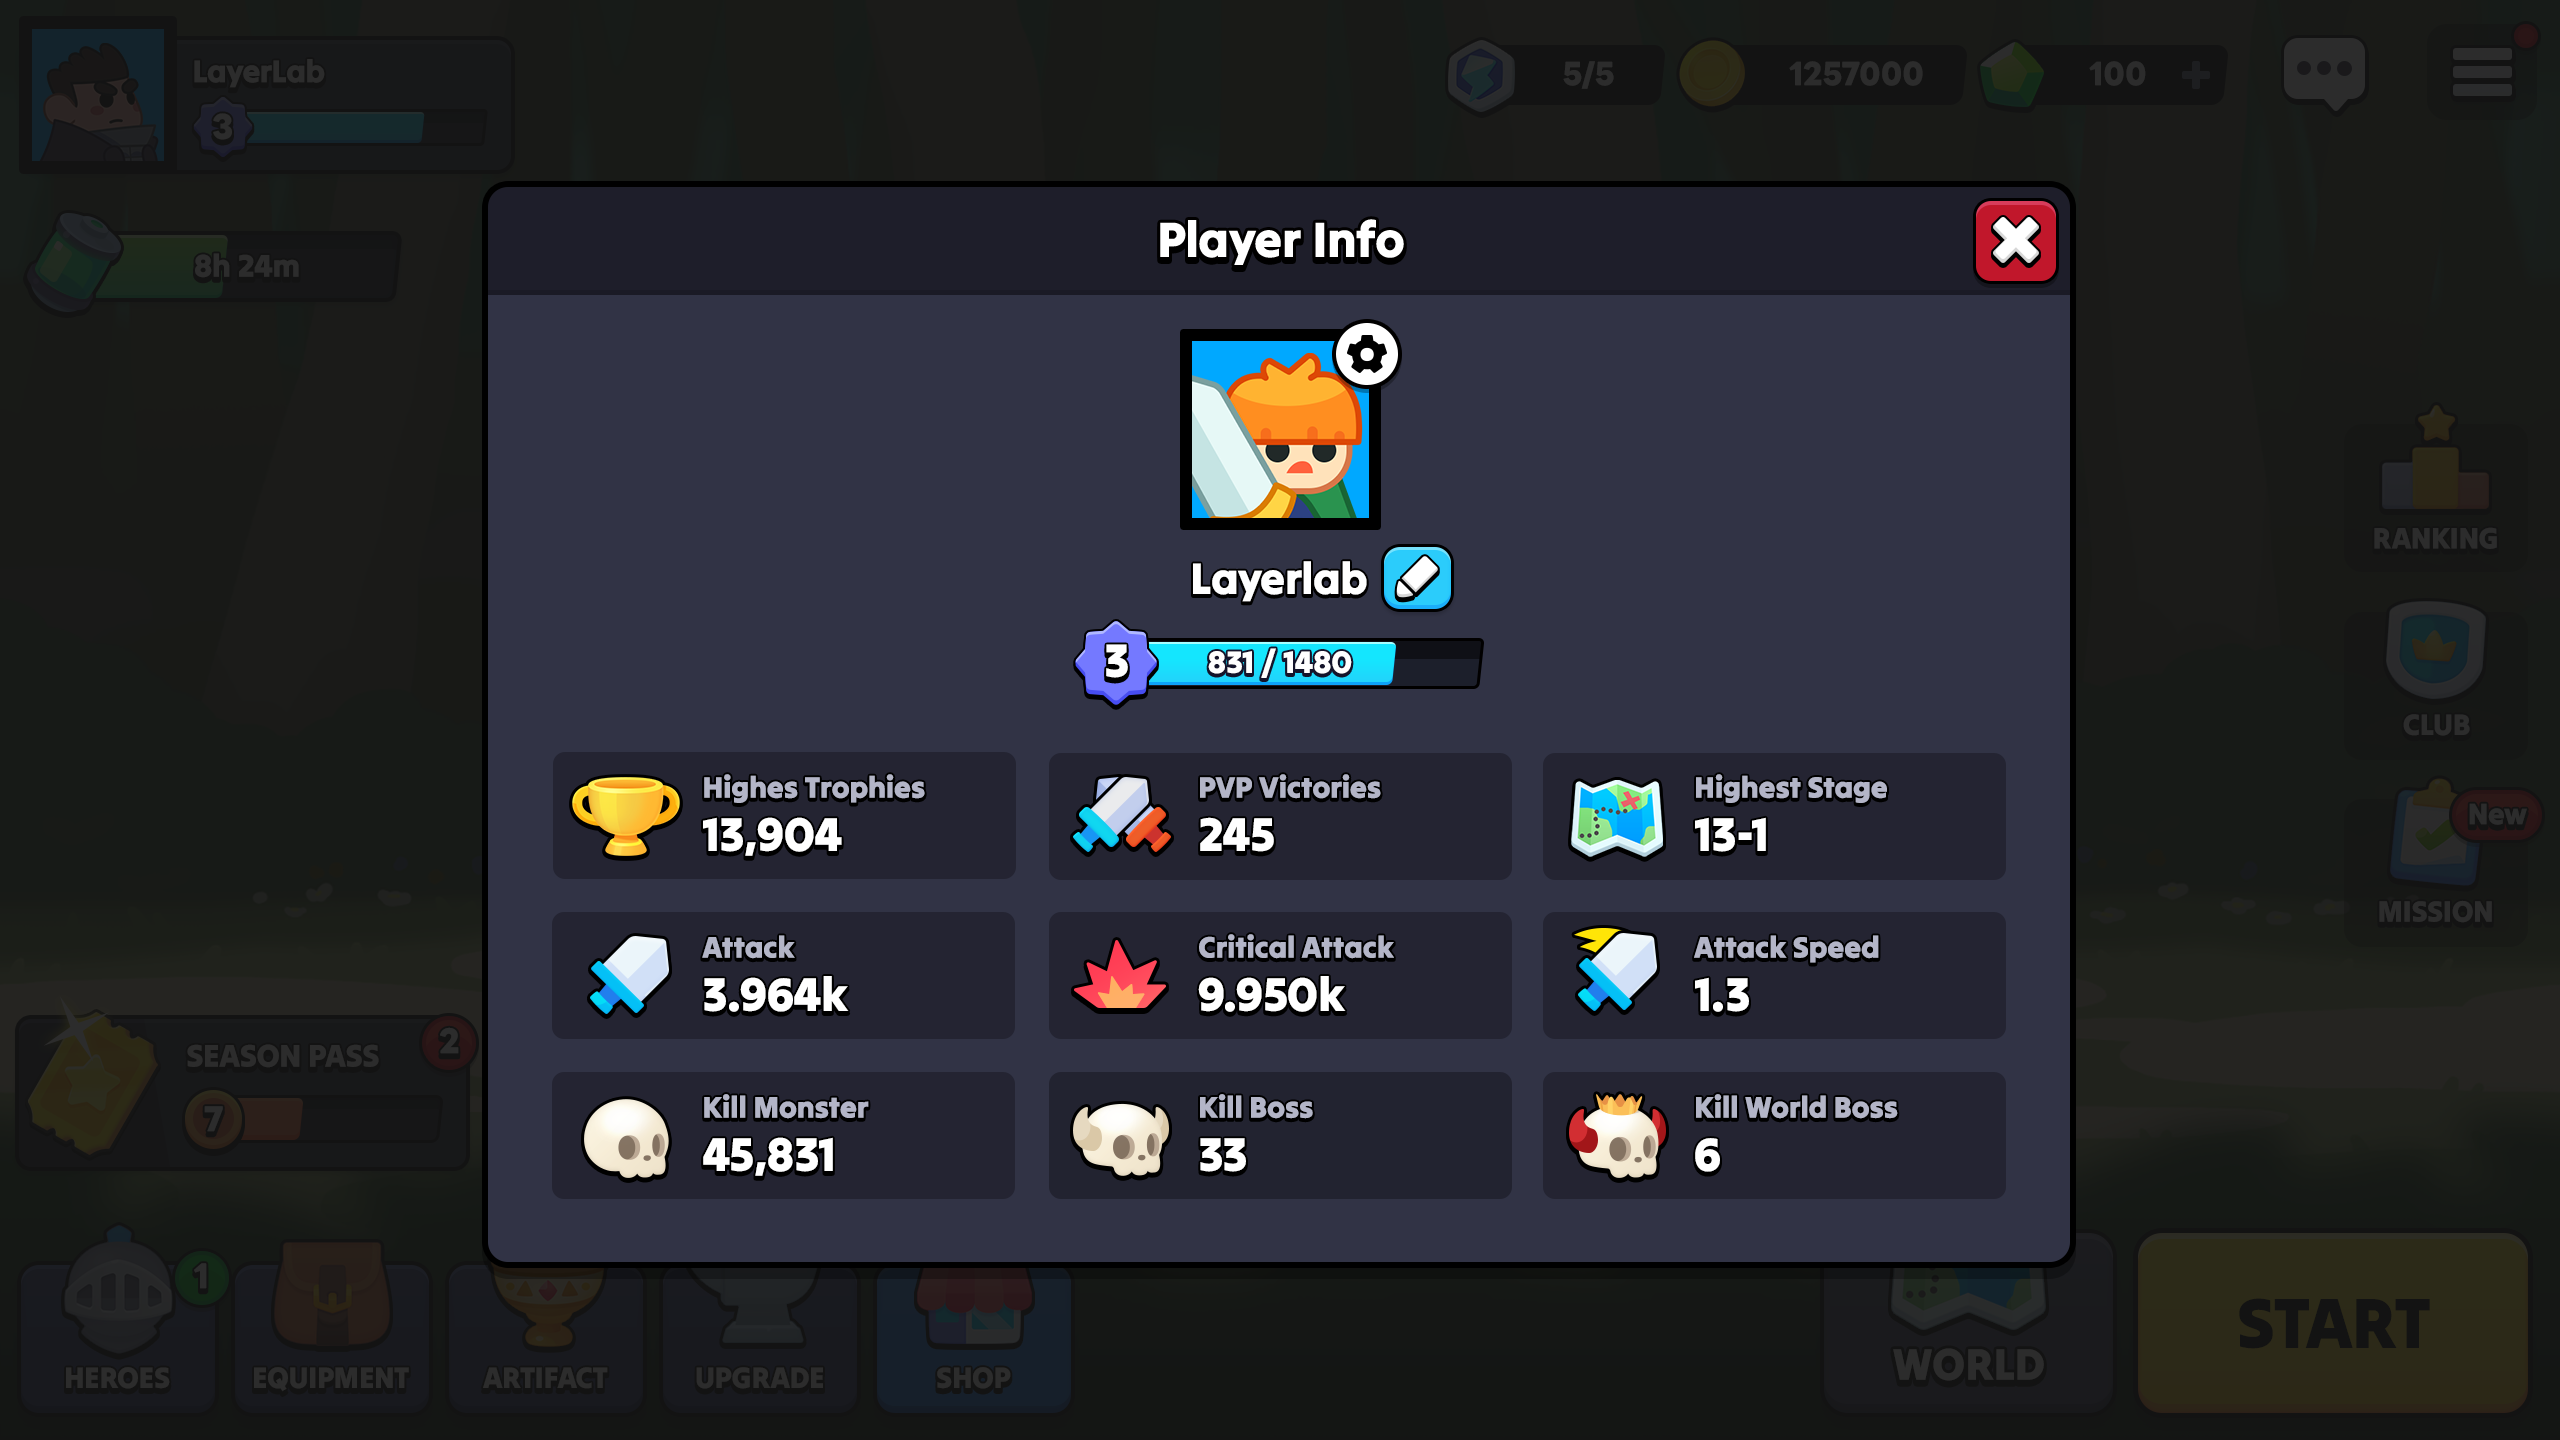 LayerLab
3
5/5
1257000
100
8h 24m
Player Info
Layerlab
3
831 / 1480
Highes Trophies
13,904
PVP Victories
245
Highest Stage
13-1
Attack
3.964k
Critical Attack
9.950k
Attack Speed
1.3
Kill Monster
45,831
Kill Boss
33
Kill World Boss
6
RANKING
CLUB
New
MISSION
SEASON PASS
2
7
1
HEROES
EQUIPMENT
ARTIFACT
UPGRADE
SHOP
WORLD
START